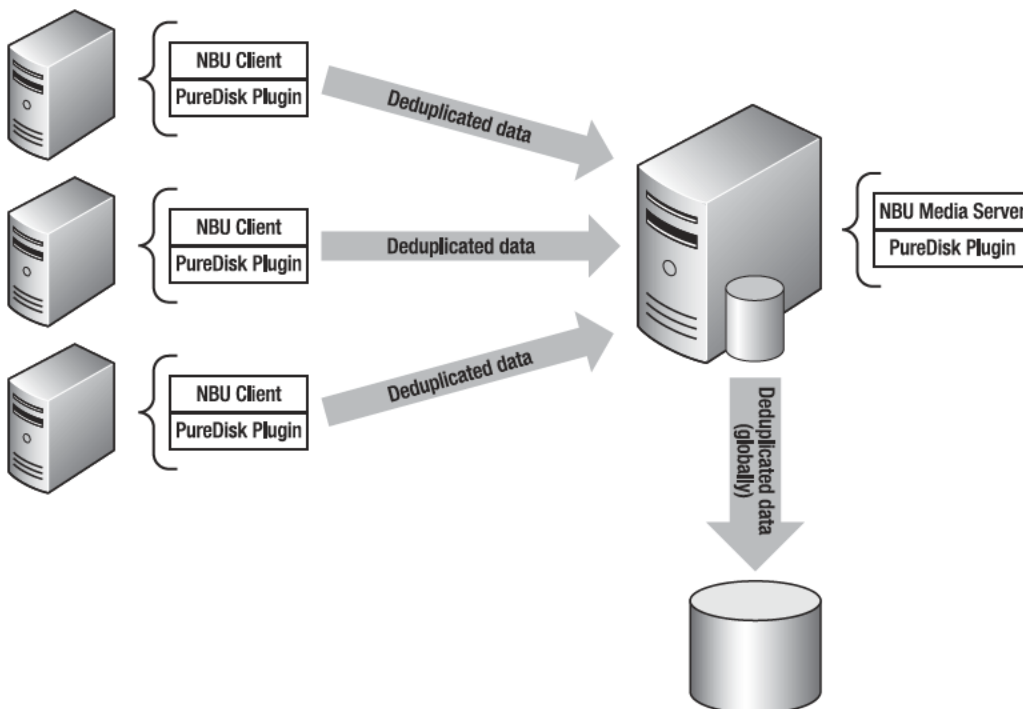 NBU Client
PureDisk Plugin
Deduplicated data
NBU Client
PureDisk Plugin
Deduplicated data
NBU Media Server
PureDisk Plugin
NBU Client
PureDisk Plugin
Deduplicated data
Deduplicated data
(globally)